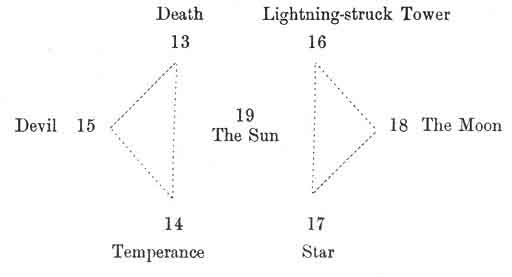 Death Lightning-struck Tower
13 16
19
Devil 15 18 The Moon
The Sun
14 17
Temperance Star